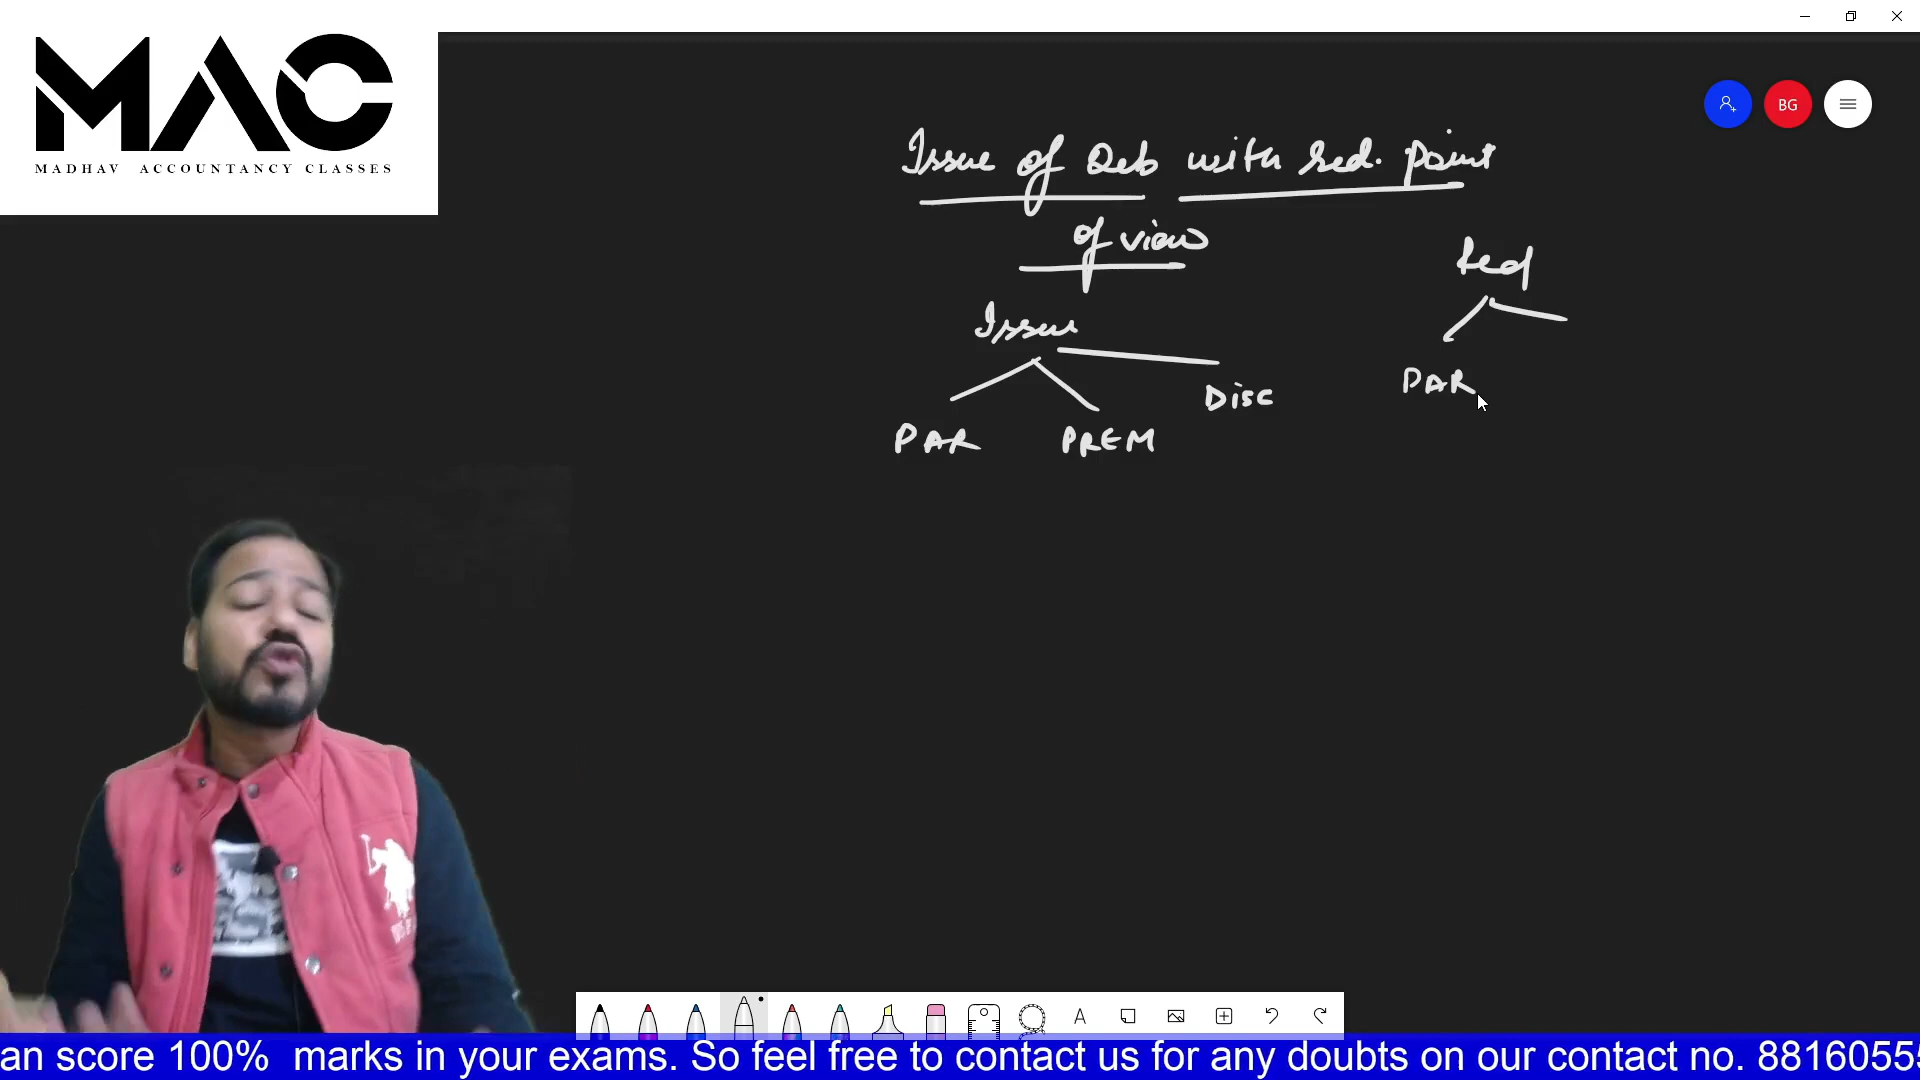 MAC
MADHAV ACCOUNTANCY CLASSES
BG
Issue of Deb with red. point
of view
Red
Issue
PAR
Disc
PAR
PREM
A
an score 100% marks in your exams. So feel free to contact us for any doubts on our contact no. 8816055